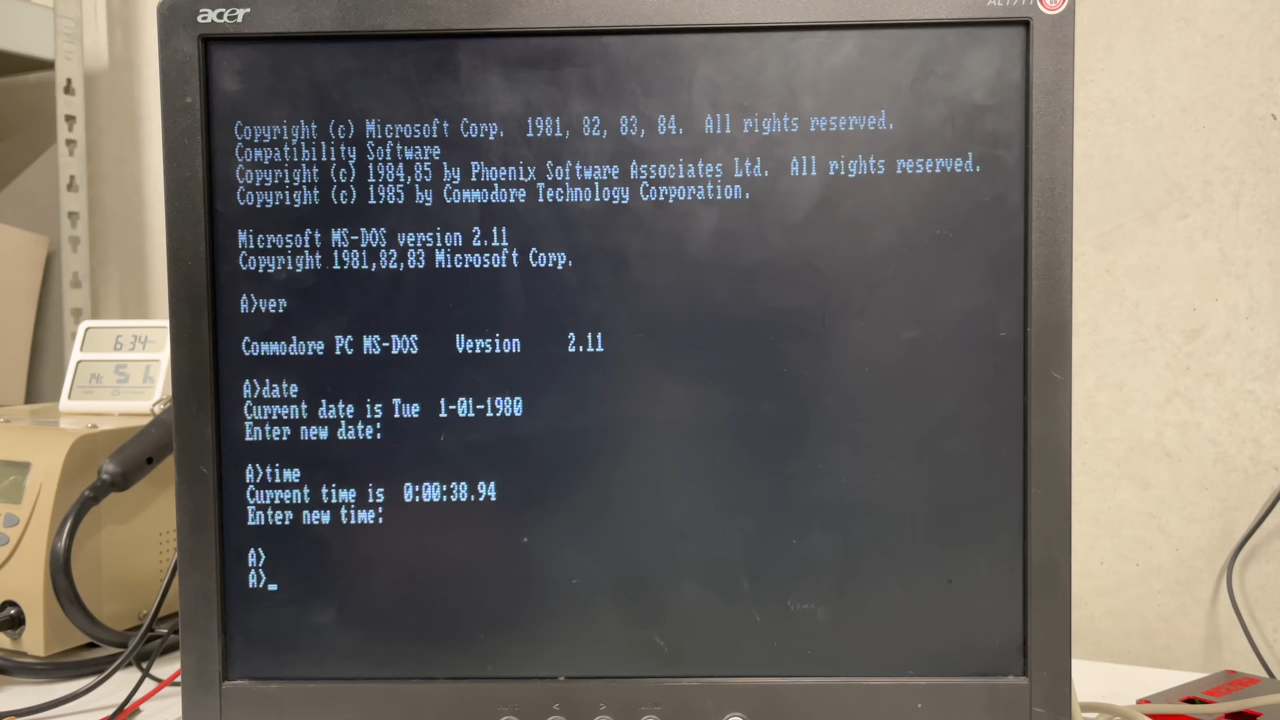 acer
Copyright (c) Microsoft Corp.  1981, 82, 83, 84.  All rights reserved.
Compatibility Software
Copyright (c) 1984,85 by Phoenix Software Associates Ltd.  All rights reserved.
Copyright (c) 1985 by Commodore Technology Corporation.
Microsoft MS-DOS version 2.11
Copyright 1981,82,83 Microsoft Corp.
A>ver
Commodore PC MS-DOS    Version     2.11
A>date
Current date is Tue  1-01-1980
Enter new date:
A>time
Current time is  0:00:38.94
Enter new time:
A>
A>_
6:34
51